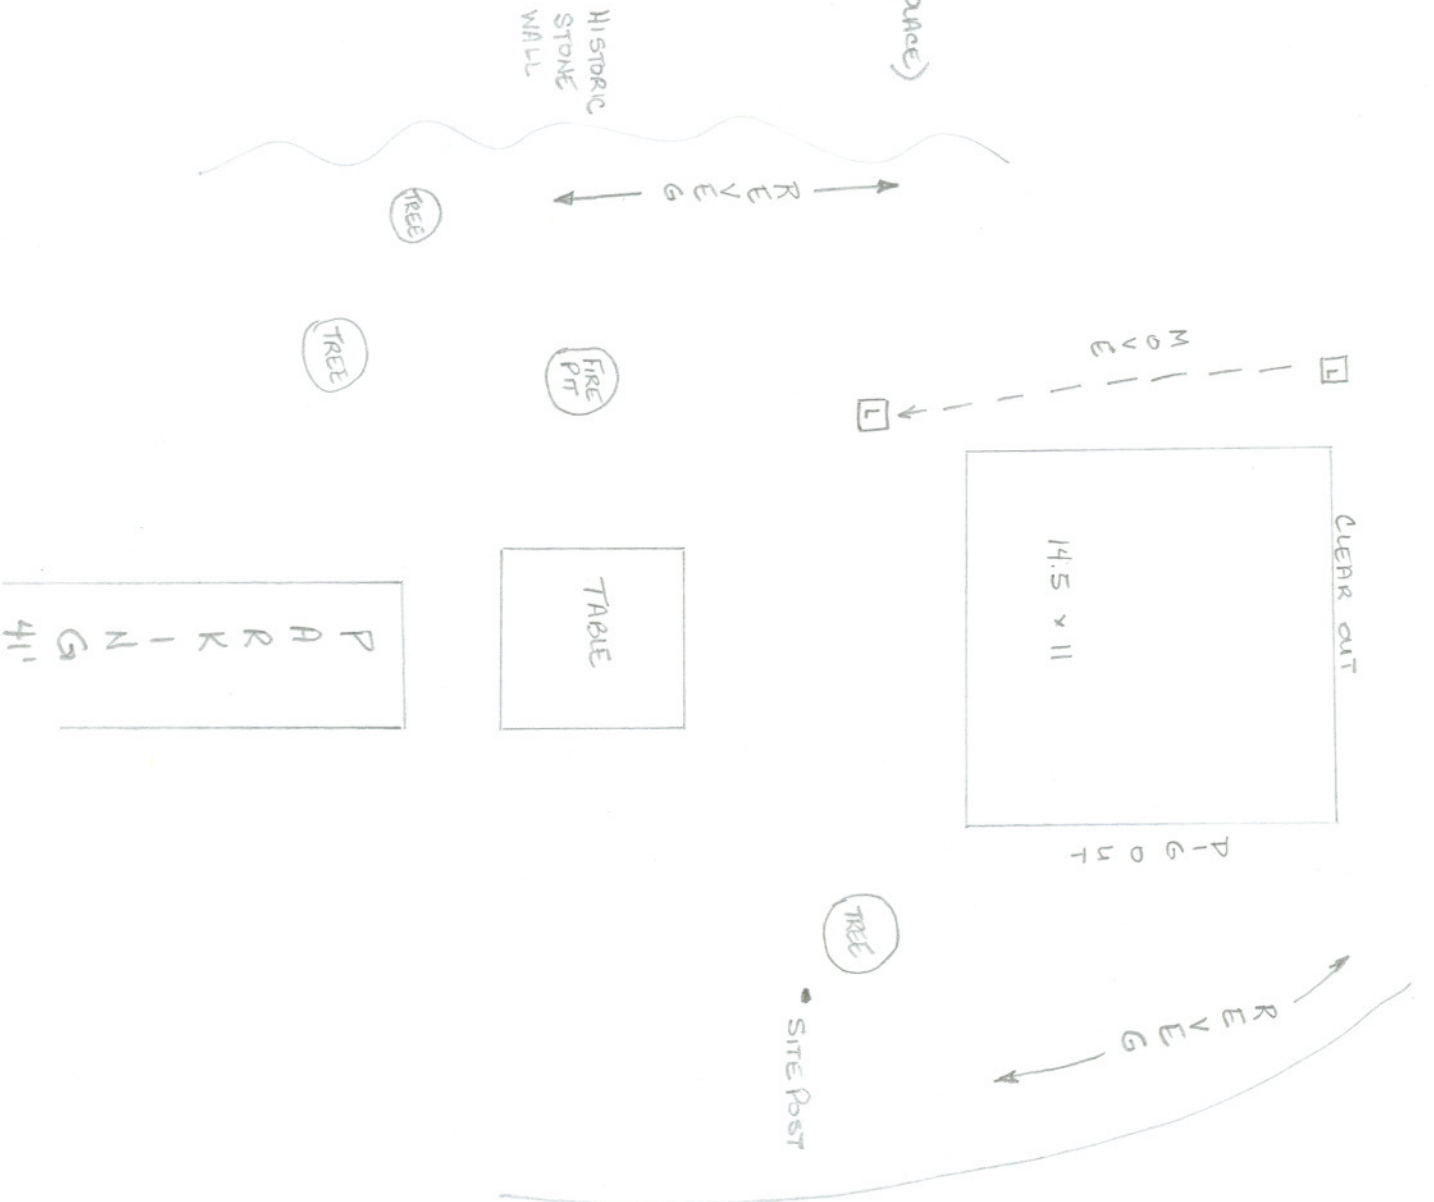 CLEAR OUT
L
MOVE
DIG OUT
REVEG
14.5 x 11
PLACE)
L
TREE
SITE POST
REVEG
HISTORIC
STONE
WALL
FIRE
PIT
TABLE
TREE
TREE
PARKING
41'